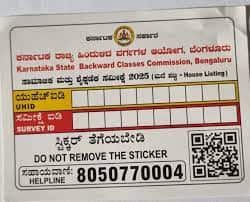 ಕರ್ನಾಟಕ ಸರ್ಕಾರ
ಕರ್ನಾಟಕ ರಾಜ್ಯ ಹಿಂದುಳಿದ ವರ್ಗಗಳ ಆಯೋಗ, ಬೆಂಗಳೂರು
Karnataka State Backward Classes Commission, Bengaluru
ಸಾಮಾಜಿಕ ಮತ್ತು ಶೈಕ್ಷಣಿಕ ಸಮೀಕ್ಷೆ 2025 (ಮನೆ ಪಟ್ಟಿ - House Listing)
ಯುಹೆಚ್ಐಡಿ
UHID
ಸಮೀಕ್ಷೆ ಐಡಿ
SURVEY ID
ಸ್ಟಿಕ್ಕರ್ ತೆಗೆಯಬೇಡಿ
DO NOT REMOVE THE STICKER
ಸಹಾಯವಾಣಿ:
HELPLINE
8050770004